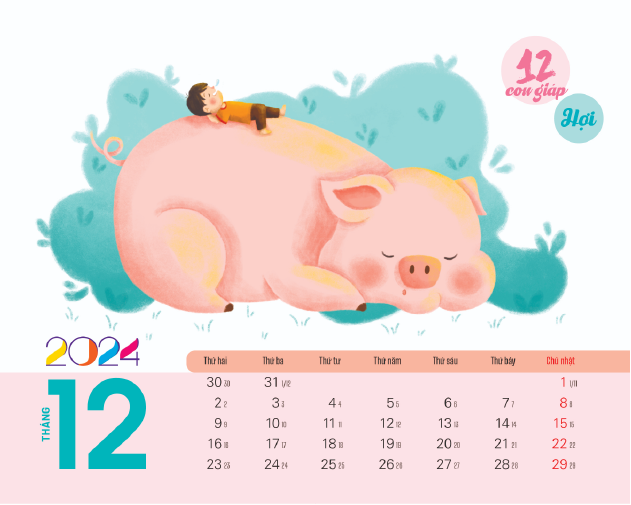 12
con giáp
Hợi
2024
THÁNG
12
Thứ hai Thứ ba Thứ tư Thứ năm Thứ sáu Thứ bảy Chủ nhật
30 30 31 1/12 1 1/11
2 2 3 3 4 4 5 5 6 6 7 7 8 8
9 9 10 10 11 11 12 12 13 13 14 14 15 15
16 16 17 17 18 18 19 19 20 20 21 21 22 22
23 23 24 24 25 25 26 26 27 27 28 28 29 29